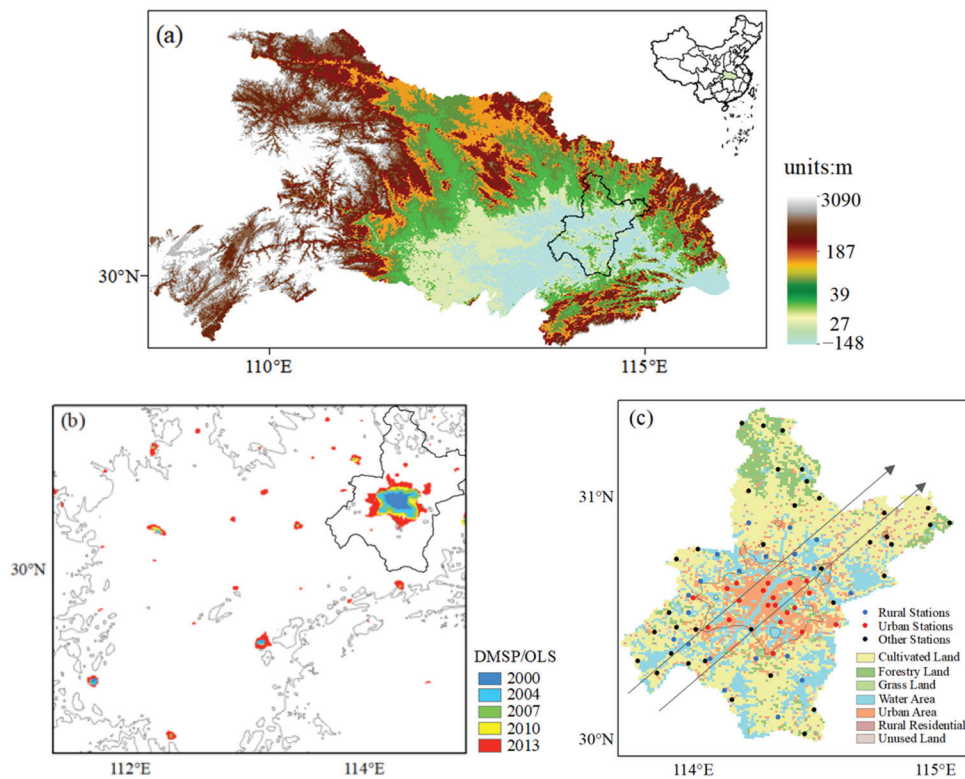 (a)
units:m
3090
187
39
27
−148
30°N
110°E
115°E
(b)
30°N
DMSP/OLS
2000
2004
2007
2010
2013
112°E
114°E
(c)
31°N
Rural Stations
Urban Stations
Other Stations
Cultivated Land
Forestry Land
Grass Land
Water Area
Urban Area
Rural Residential
Unused Land
30°N
114°E
115°E